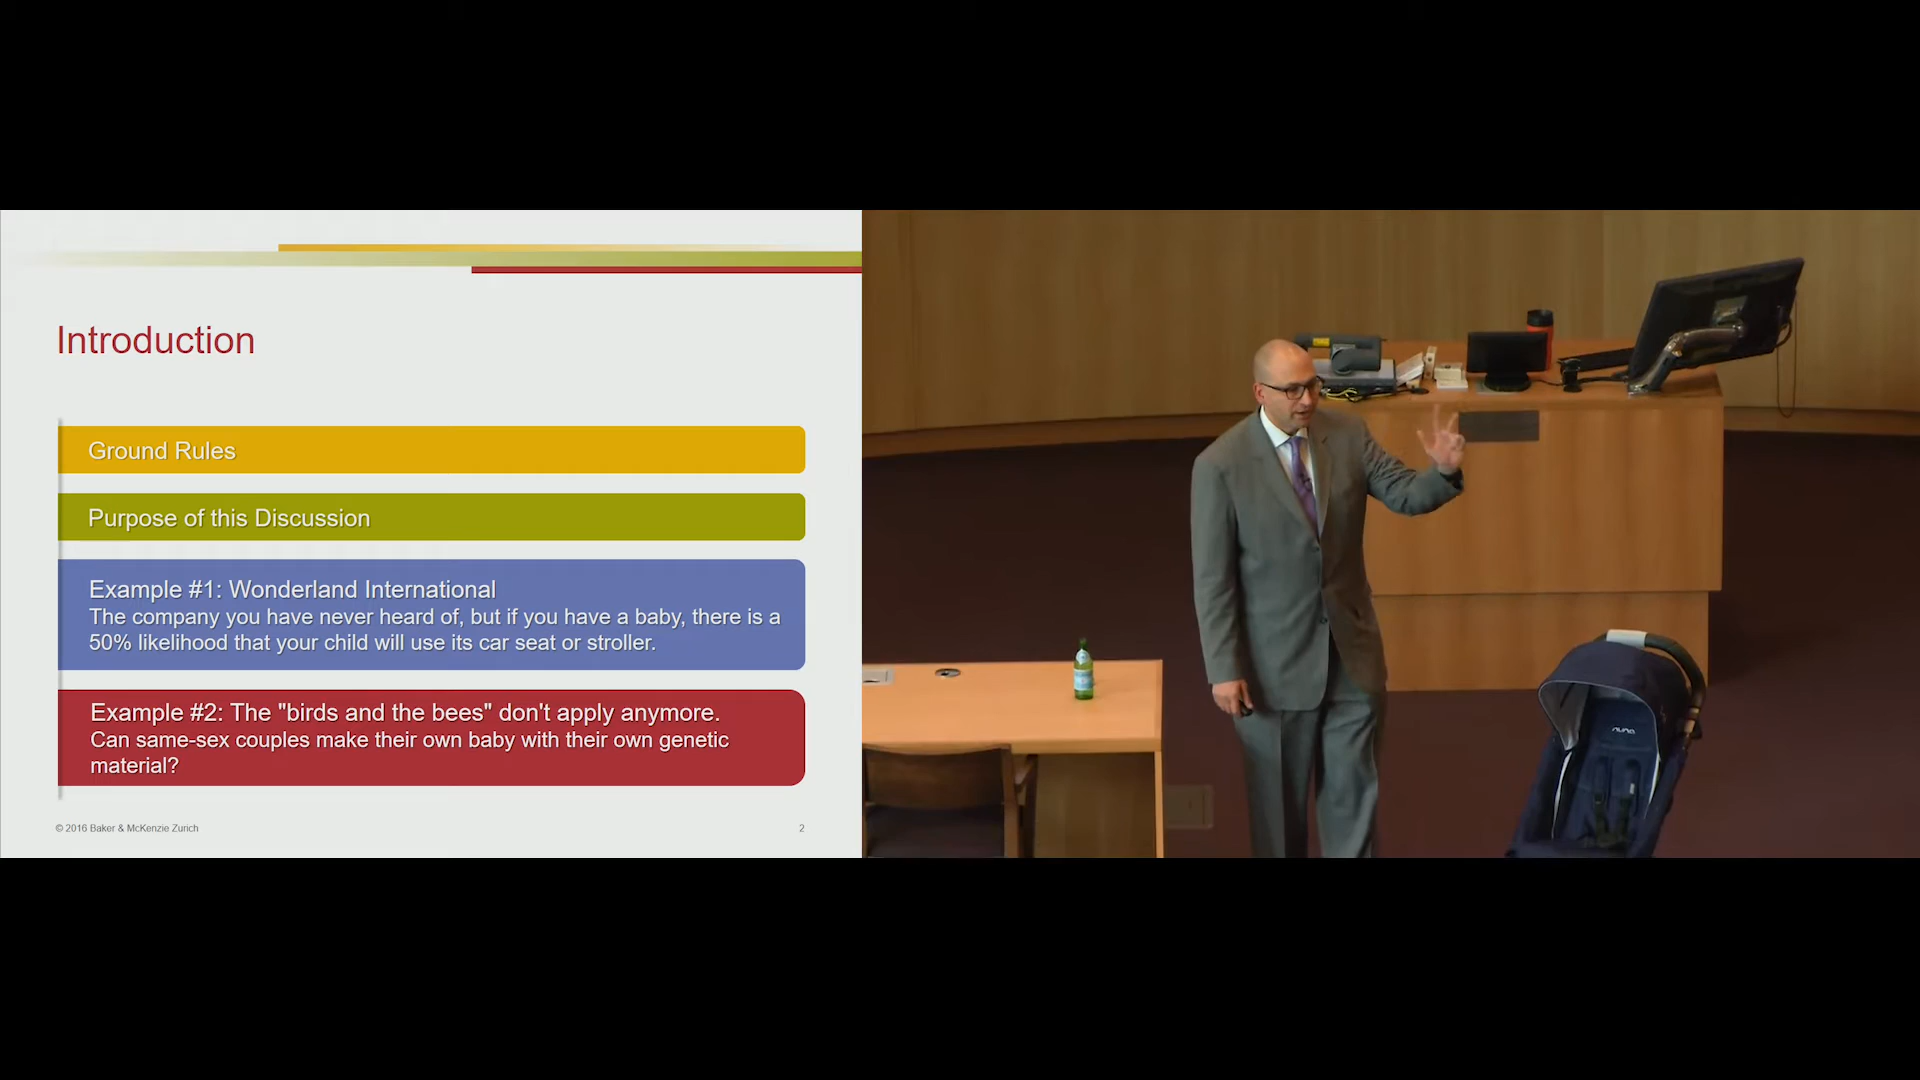 Introduction
Ground Rules
Purpose of this Discussion
Example #1: Wonderland International
The company you have never heard of, but if you have a baby, there is a
50% likelihood that your child will use its car seat or stroller.
Example #2: The "birds and the bees" don't apply anymore.
Can same-sex couples make their own baby with their own genetic
material?
© 2016 Baker & McKenzie Zurich
2
nuna